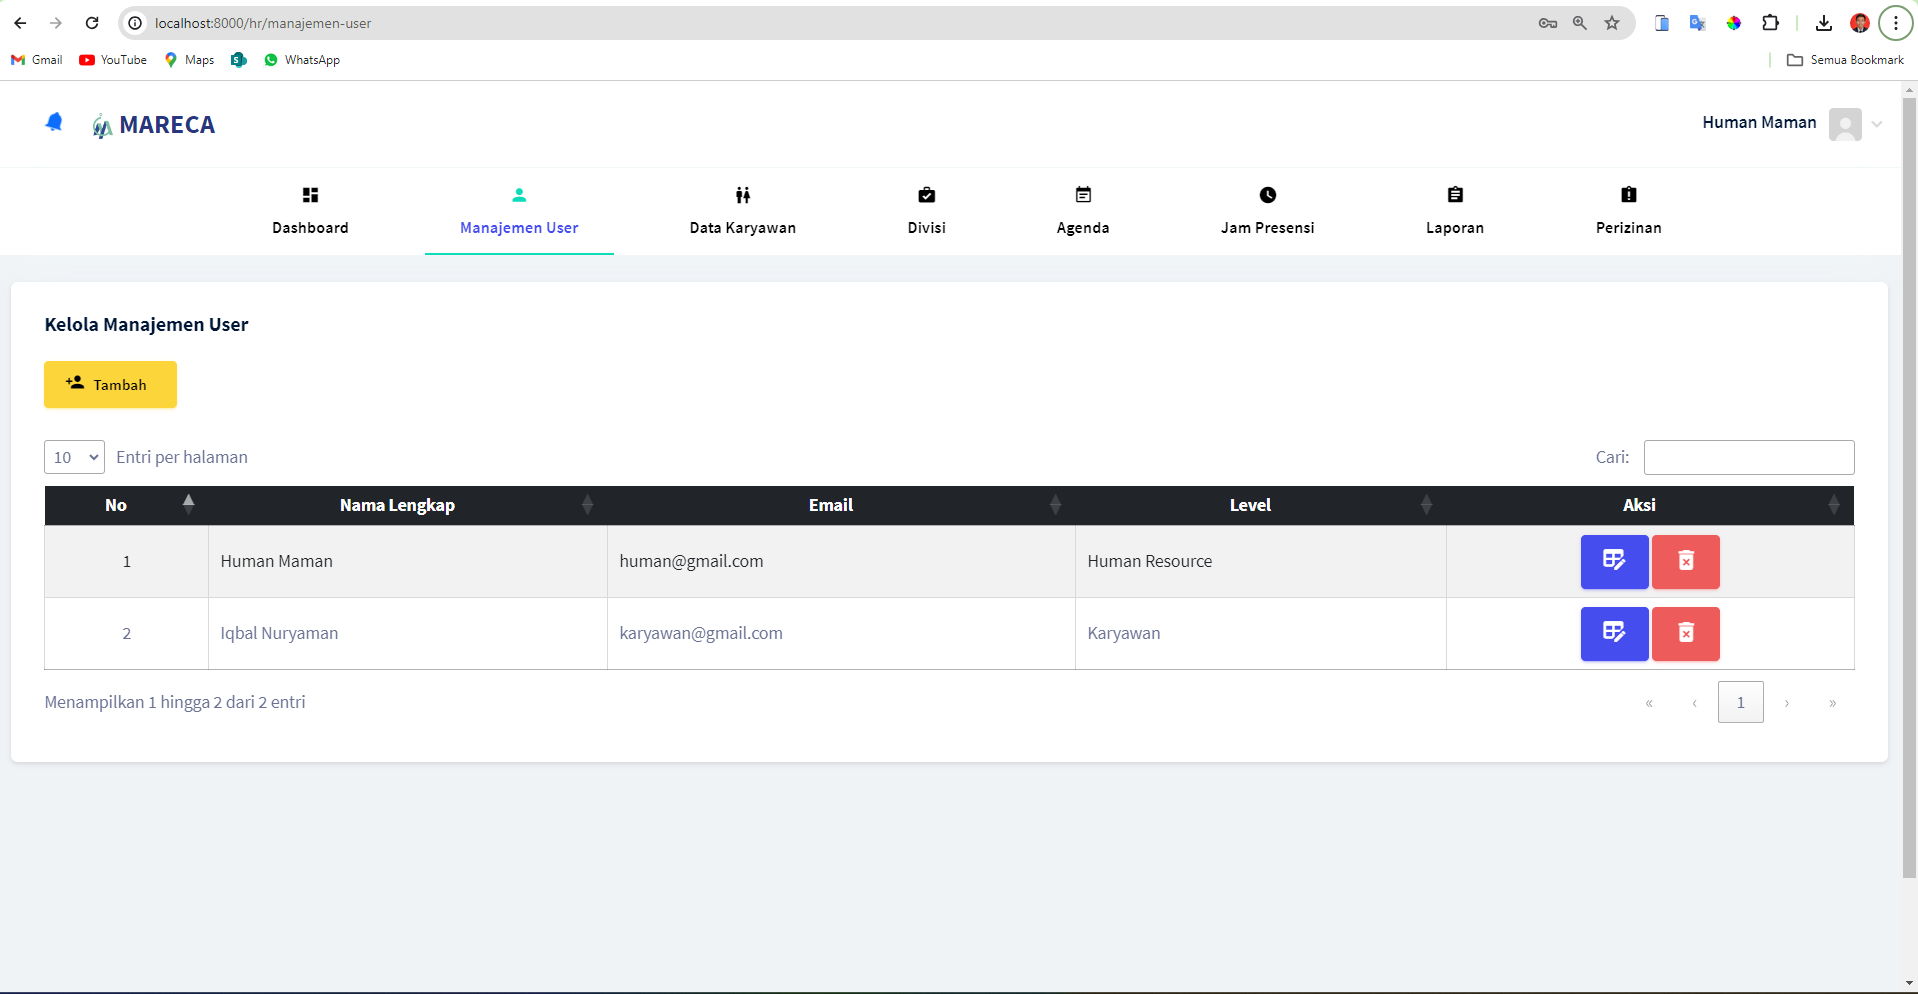 localhost:8000/hr/manajemen-user
Gmail YouTube Maps S WhatsApp Semua Bookmark
MARECA Human Maman
Dashboard Manajemen User Data Karyawan Divisi Agenda Jam Presensi Laporan Perizinan
Kelola Manajemen User
Tambah
10 Entri per halaman Cari:
No Nama Lengkap Email Level Aksi
1 Human Maman human@gmail.com Human Resource
2 Iqbal Nuryaman karyawan@gmail.com Karyawan
Menampilkan 1 hingga 2 dari 2 entri « ‹ 1 › »